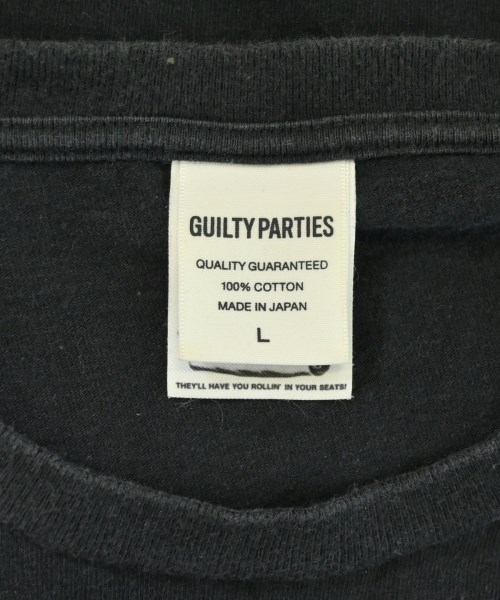 GUILTY PARTIES
QUALITY GUARANTEED
100% COTTON
MADE IN JAPAN
L
THEY'LL HAVE YOU ROLLIN' IN YOUR SEATS!